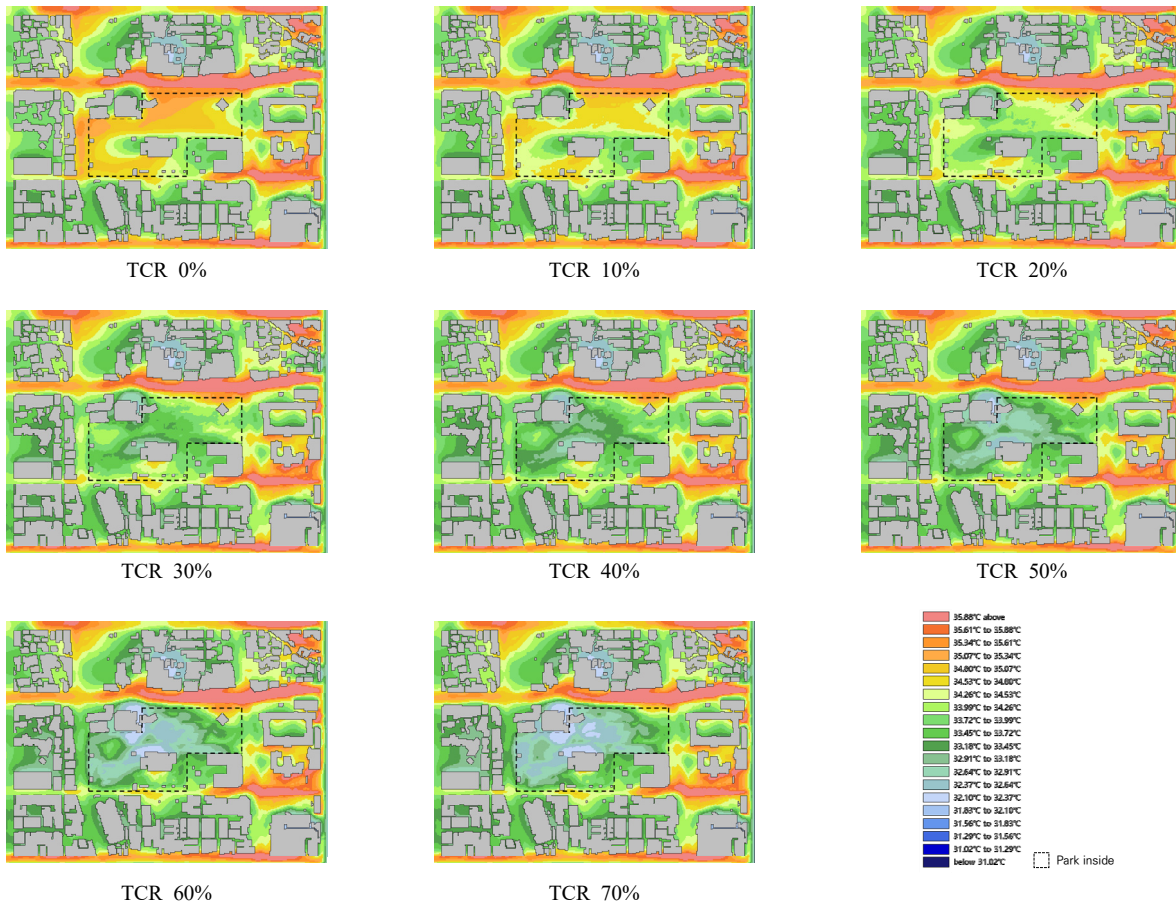 TCR 0%
TCR 10%
TCR 20%
TCR 30%
TCR 40%
TCR 50%
TCR 60%
TCR 70%
35.88°C above
35.61°C to 35.88°C
35.34°C to 35.61°C
35.07°C to 35.34°C
34.80°C to 35.07°C
34.53°C to 34.80°C
34.26°C to 34.53°C
33.99°C to 34.26°C
33.72°C to 33.99°C
33.45°C to 33.72°C
33.18°C to 33.45°C
32.91°C to 33.18°C
32.64°C to 32.91°C
32.37°C to 32.64°C
32.10°C to 32.37°C
31.83°C to 32.10°C
31.56°C to 31.83°C
31.29°C to 31.56°C
31.02°C to 31.29°C
below 31.02°C
Park inside